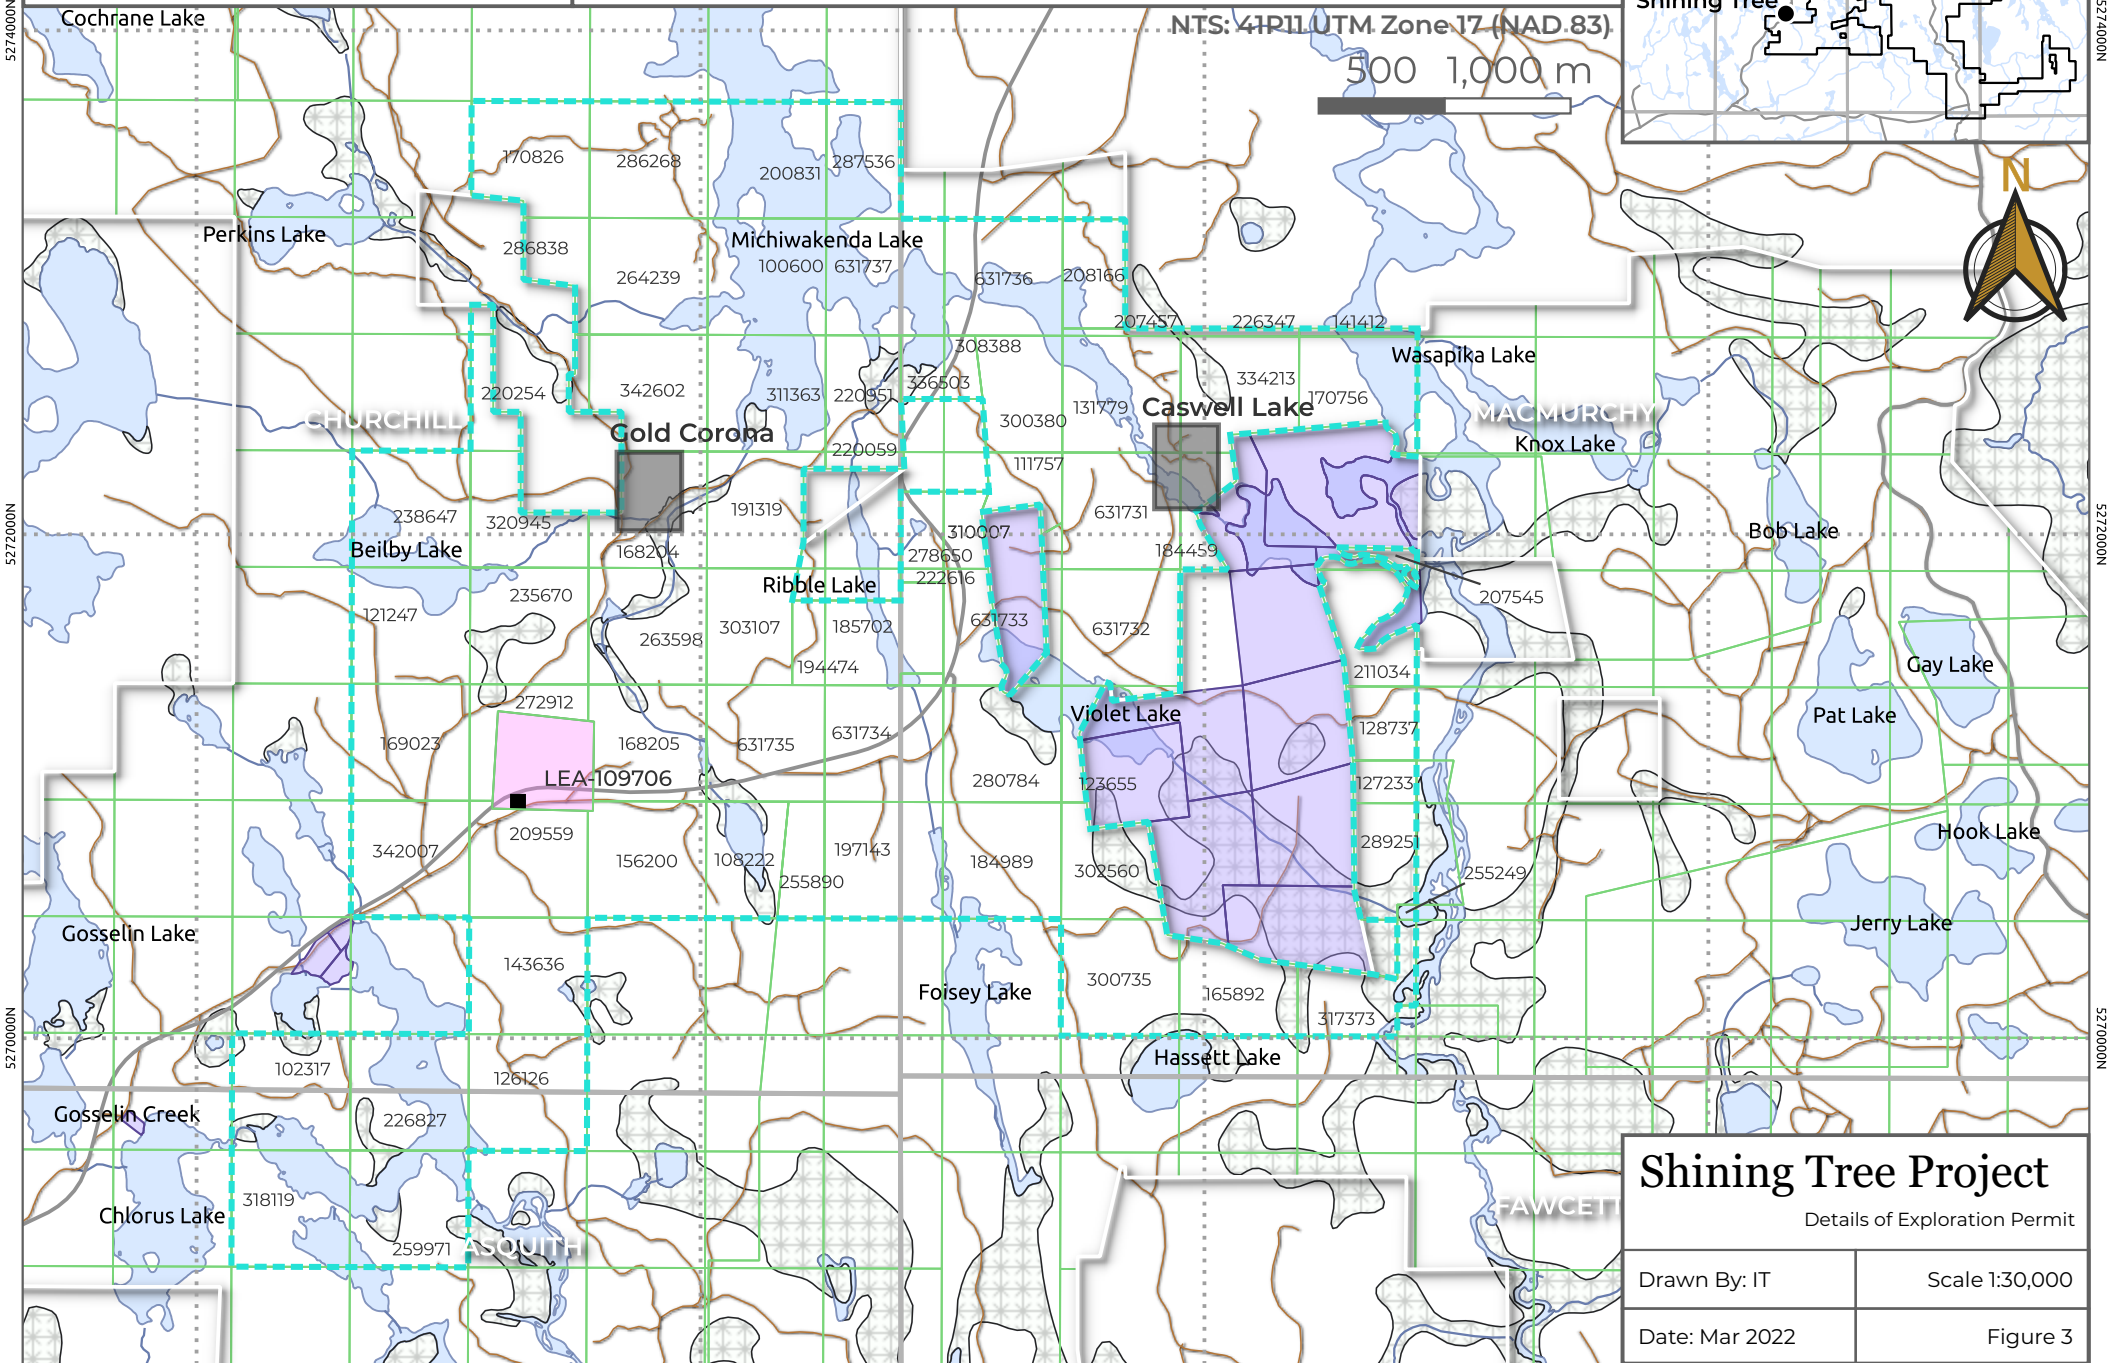 Cochrane Lake
NTS: 41P11 UTM Zone 17 (NAD 83)
500 1,000 m
Shining Tree
5274000N
5274000N
170826
286268
200831
287536
N
Perkins Lake
286838
Michiwakenda Lake
264239
100600
631737
631736
208166
207457
226347
141412
308388
Wasapika Lake
220254
342602
311363
220951
336503
334213
170756
CHURCHILL
131779
Caswell Lake
MACMURCHY
Gold Corona
300380
Knox Lake
220059
111757
238647
320945
191319
631731
5272000N
5272000N
310007
Bob Lake
Beilby Lake
168204
278650
184459
222616
Ribble Lake
235670
207545
121247
303107
185702
631733
631732
263598
194474
211034
Gay Lake
272912
Violet Lake
Pat Lake
169023
168205
631735
631734
128737
LEA-109706
280784
123655
127233
209559
Hook Lake
342007
156200
108222
197143
184989
289251
302560
255249
255890
Gosselin Lake
Jerry Lake
143636
Foisey Lake
300735
165892
317373
5270000N
5270000N
102317
126126
Hassett Lake
Gosselin Creek
226827
318119
Chlorus Lake
259971
ASQUITH
FAWCETT
Shining Tree Project
Details of Exploration Permit
Drawn By: IT
Scale 1:30,000
Date: Mar 2022
Figure 3